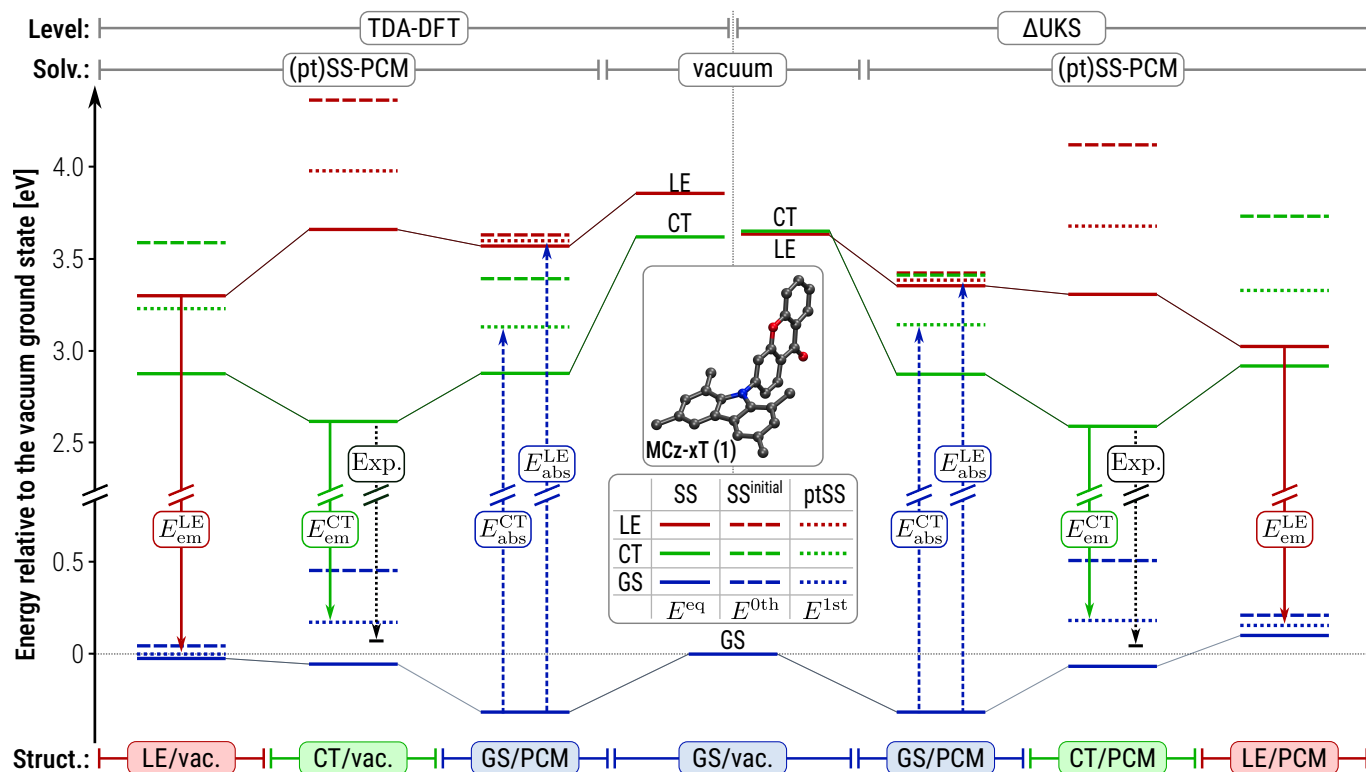 Level: TDA-DFT ΔUKS
Solv.: (pt)SS-PCM vacuum (pt)SS-PCM
Energy relative to the vacuum ground state [eV]
4.0
3.5
3.0
2.5
0.5
0
LE
CT
CT
LE
MCz-xT (1)
E_em^LE
E_em^CT
Exp.
E_abs^CT
E_abs^LE
E_abs^CT
E_abs^LE
E_em^CT
Exp.
E_em^LE
SS SS^initial ptSS
LE
CT
GS
E^eq E^0th E^1st
GS
Struct.: LE/vac. CT/vac. GS/PCM GS/vac. GS/PCM CT/PCM LE/PCM